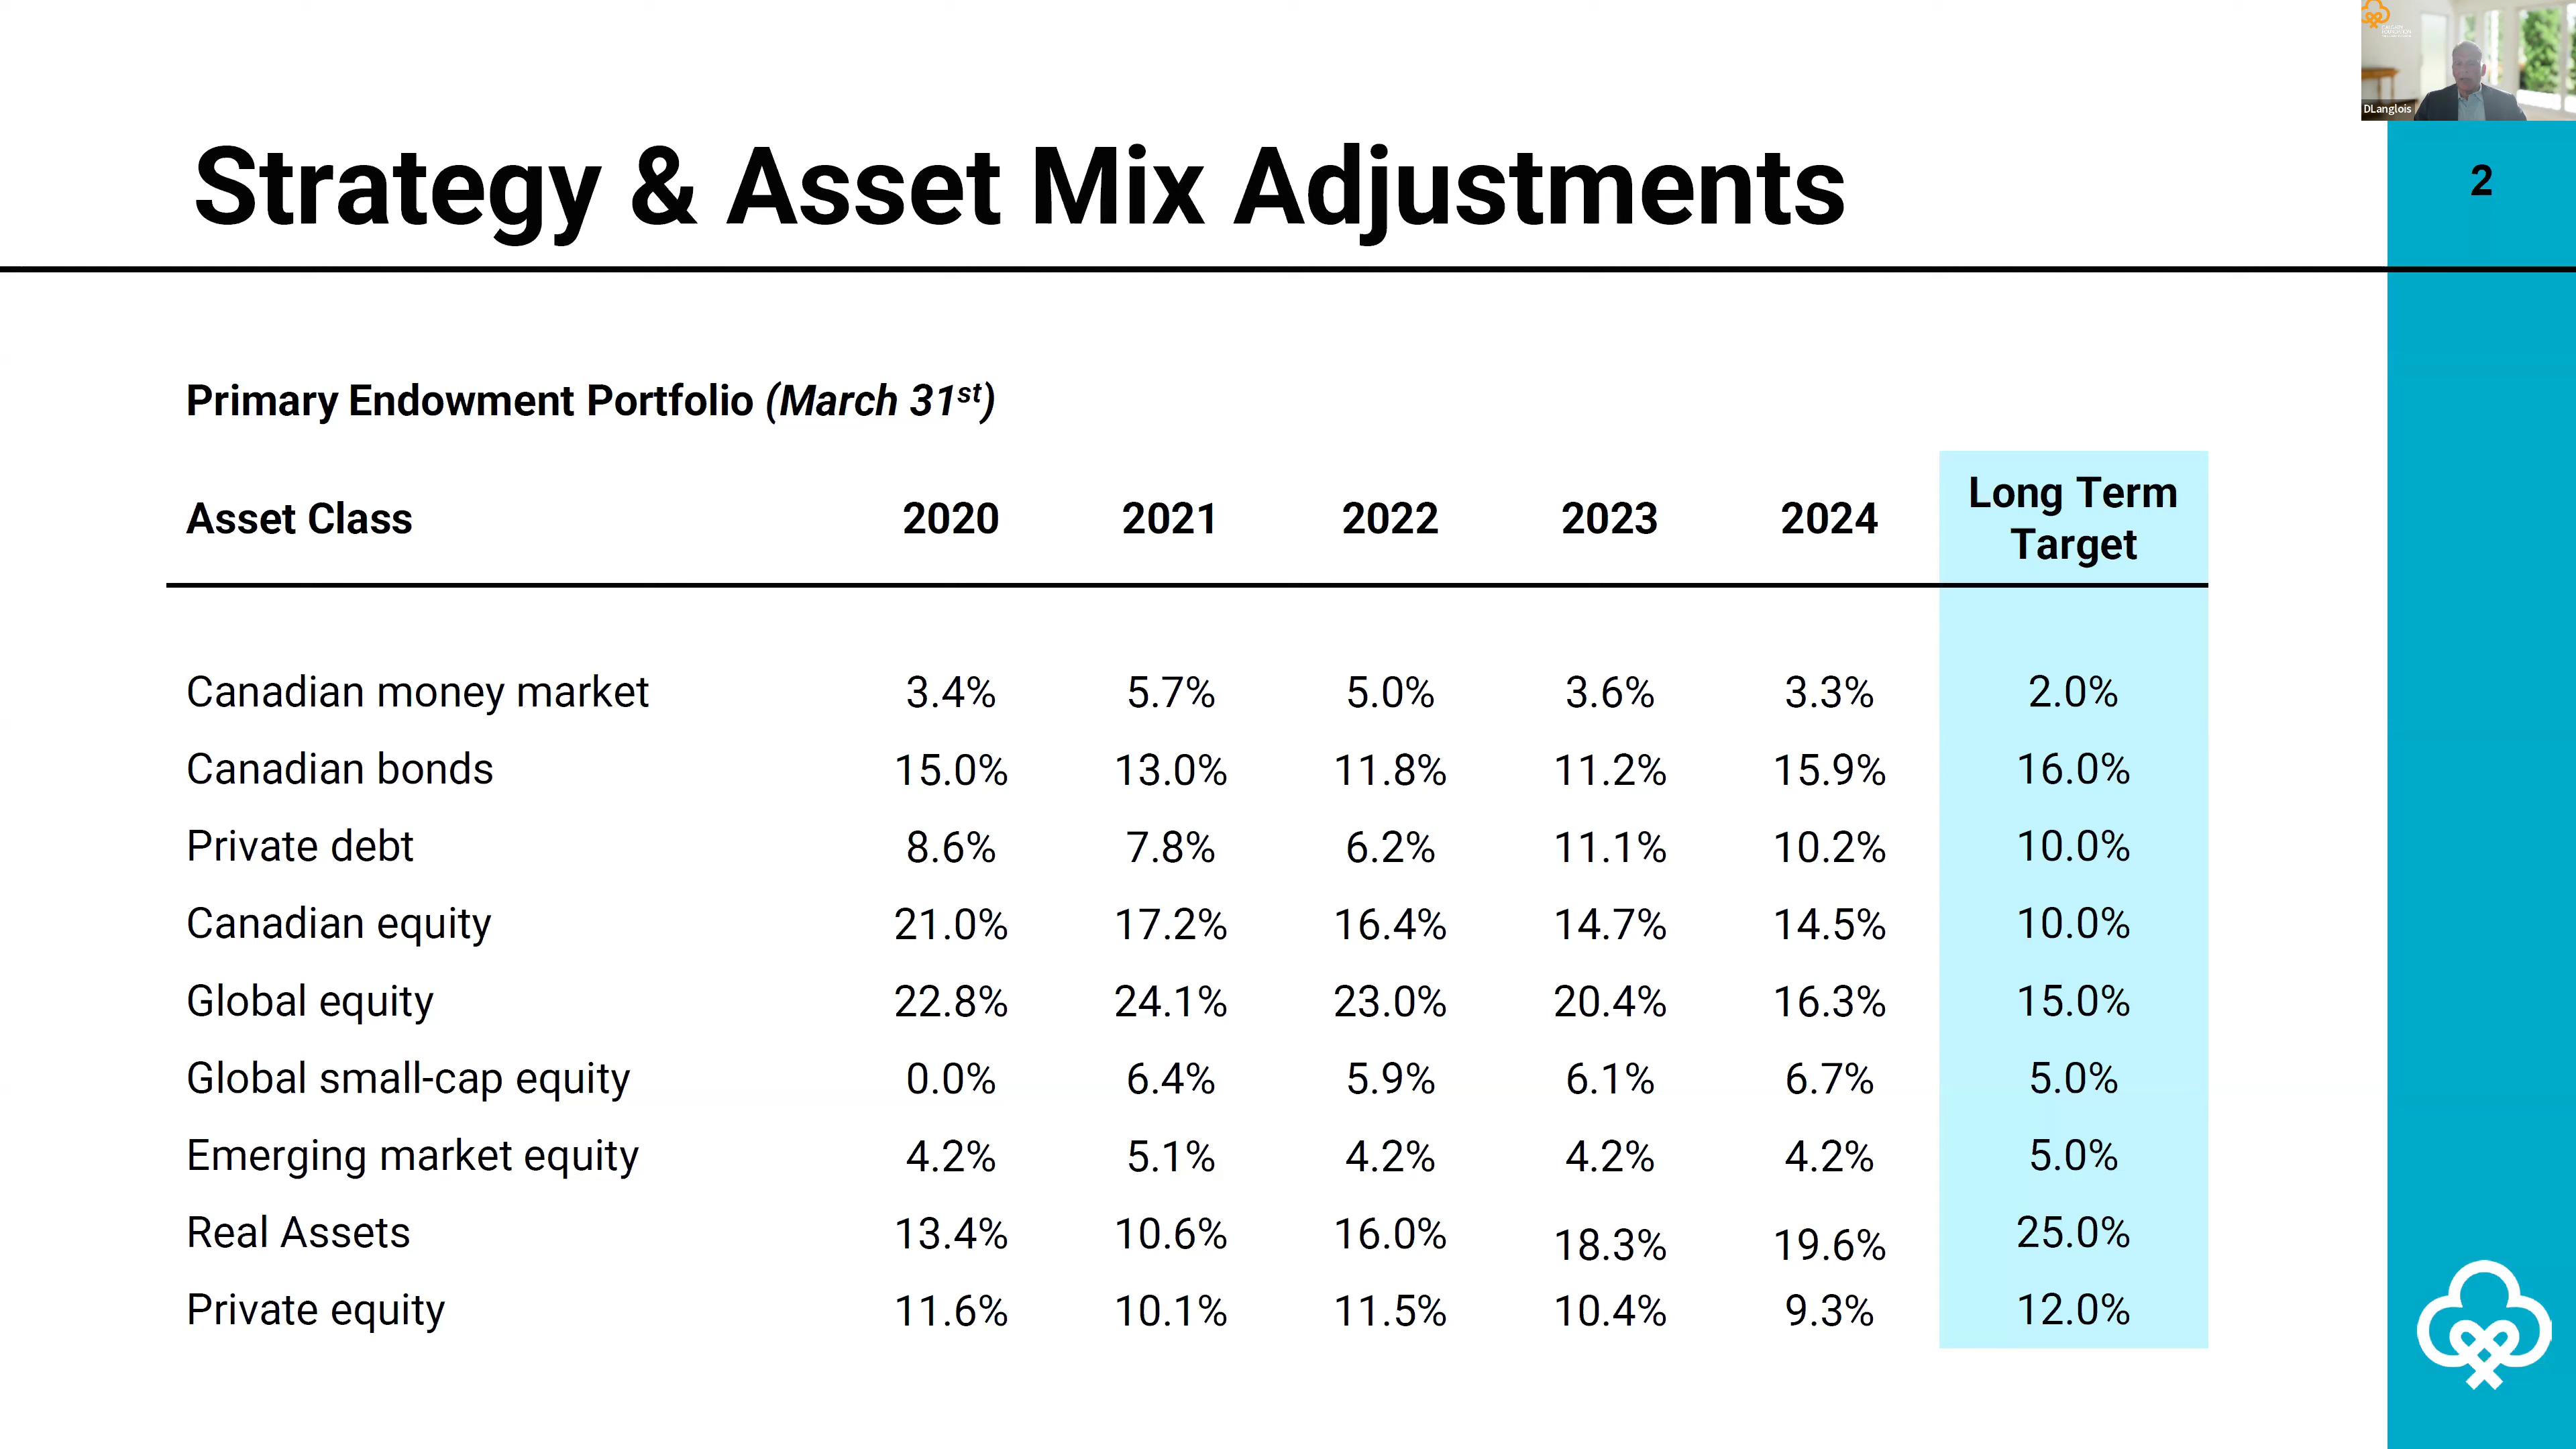 DLanglois
Strategy & Asset Mix Adjustments
2
Primary Endowment Portfolio (March 31st)
Asset Class 2020 2021 2022 2023 2024 Long Term Target
Canadian money market 3.4% 5.7% 5.0% 3.6% 3.3% 2.0%
Canadian bonds 15.0% 13.0% 11.8% 11.2% 15.9% 16.0%
Private debt 8.6% 7.8% 6.2% 11.1% 10.2% 10.0%
Canadian equity 21.0% 17.2% 16.4% 14.7% 14.5% 10.0%
Global equity 22.8% 24.1% 23.0% 20.4% 16.3% 15.0%
Global small-cap equity 0.0% 6.4% 5.9% 6.1% 6.7% 5.0%
Emerging market equity 4.2% 5.1% 4.2% 4.2% 4.2% 5.0%
Real Assets 13.4% 10.6% 16.0% 18.3% 19.6% 25.0%
Private equity 11.6% 10.1% 11.5% 10.4% 9.3% 12.0%